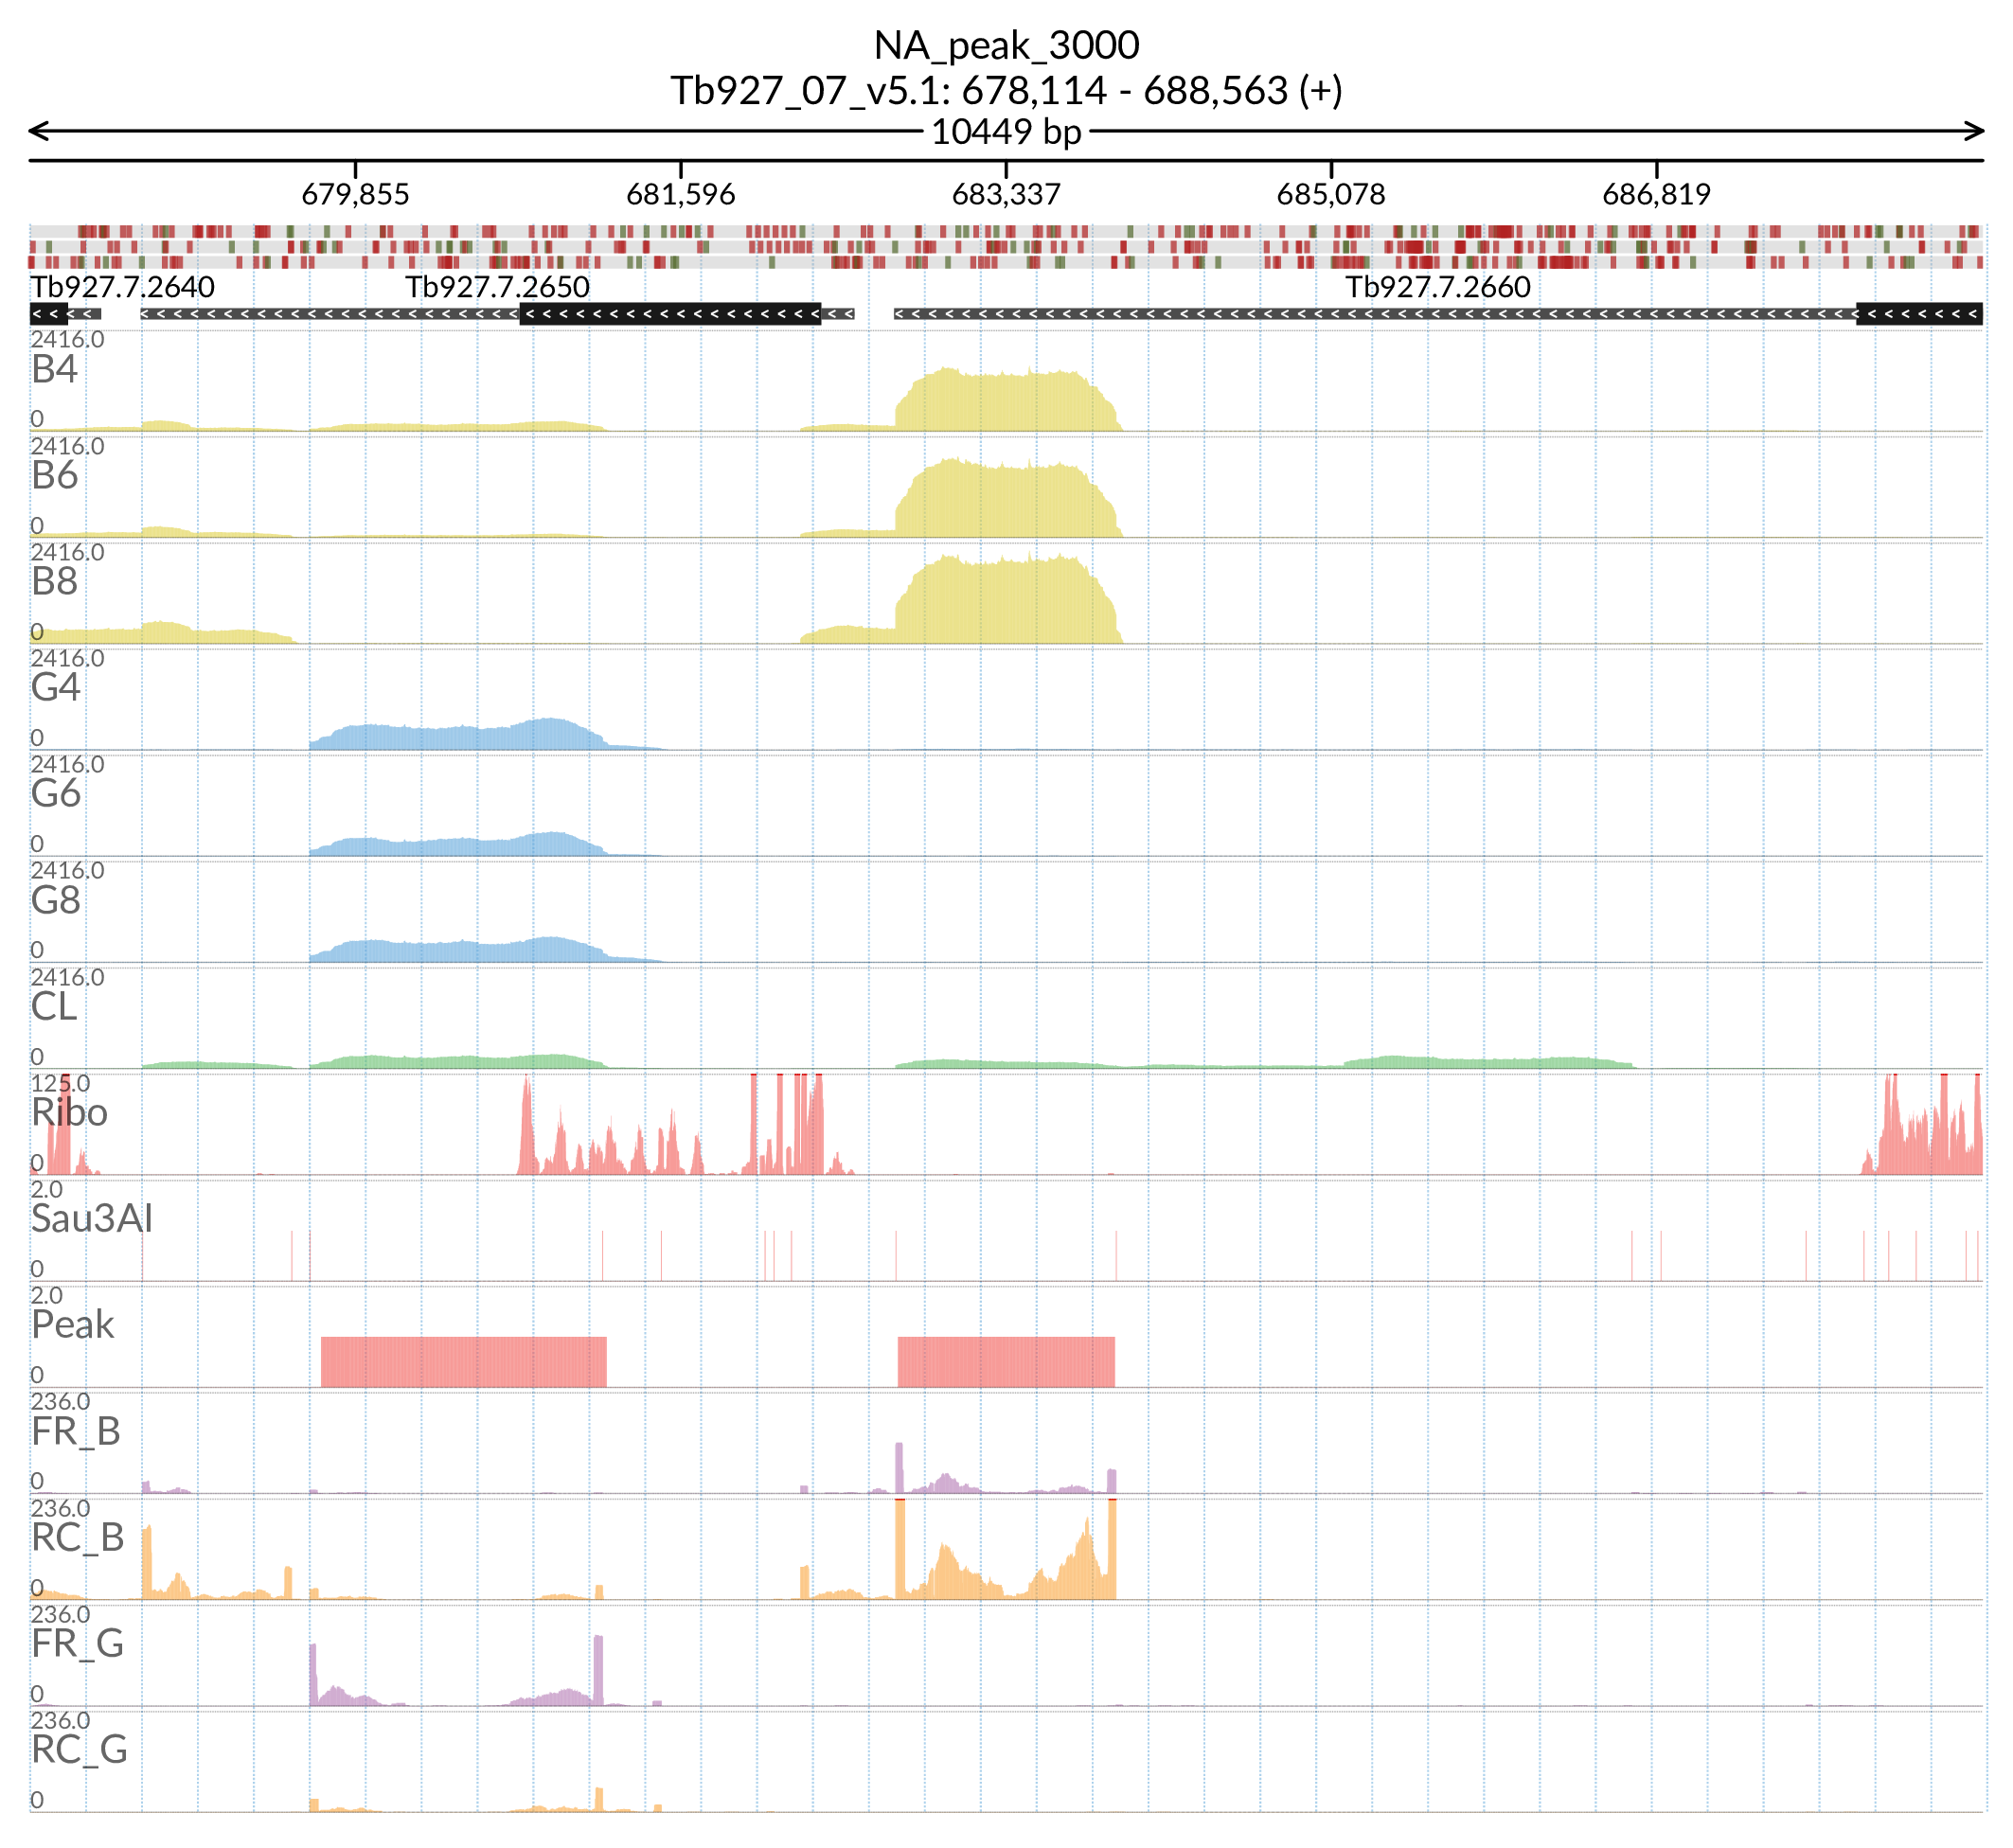 NA_peak_3000
Tb927_07_v5.1: 678,114 - 688,563 (+)
10449 bp
679,855 681,596 683,337 685,078 686,819
Tb927.7.2640 Tb927.7.2650 Tb927.7.2660
2416.0
B4
0
2416.0
B6
0
2416.0
B8
0
2416.0
G4
0
2416.0
G6
0
2416.0
G8
0
2416.0
CL
0
125.0
Ribo
0
2.0
Sau3AI
0
2.0
Peak
0
236.0
FR_B
0
236.0
RC_B
0
236.0
FR_G
0
236.0
RC_G
0